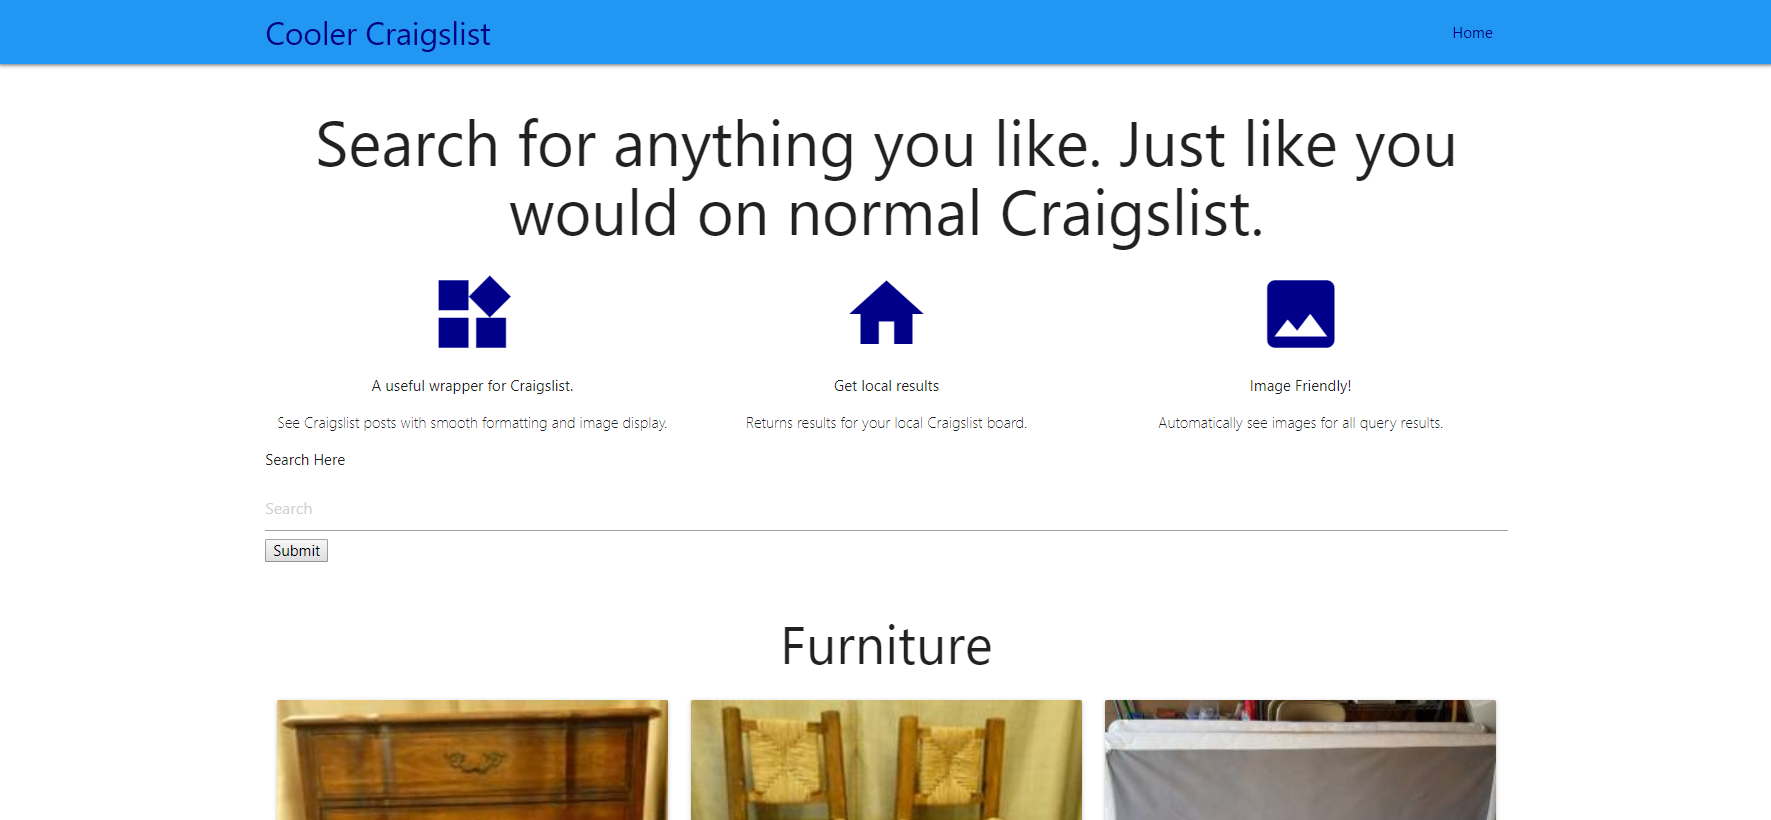 Cooler Craigslist
Home
Search for anything you like. Just like you
would on normal Craigslist.
A useful wrapper for Craigslist.
Get local results
Image Friendly!
See Craigslist posts with smooth formatting and image display.
Returns results for your local Craigslist board.
Automatically see images for all query results.
Search Here
Search
Submit
Furniture